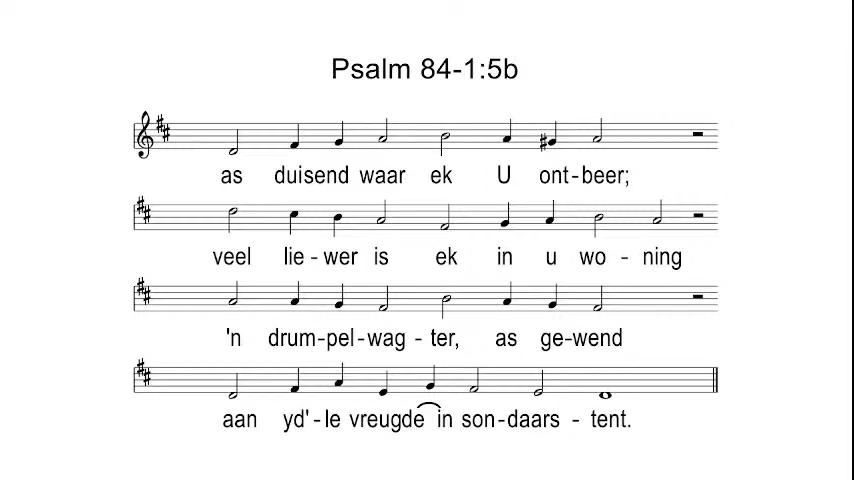 Psalm 84-1:5b
as duisend waar ek U ont-beer;
veel lie-wer is ek in u wo-ning
'n drum-pel-wag-ter, as ge-wend
aan yd'-le vreugde in son-daars-tent.